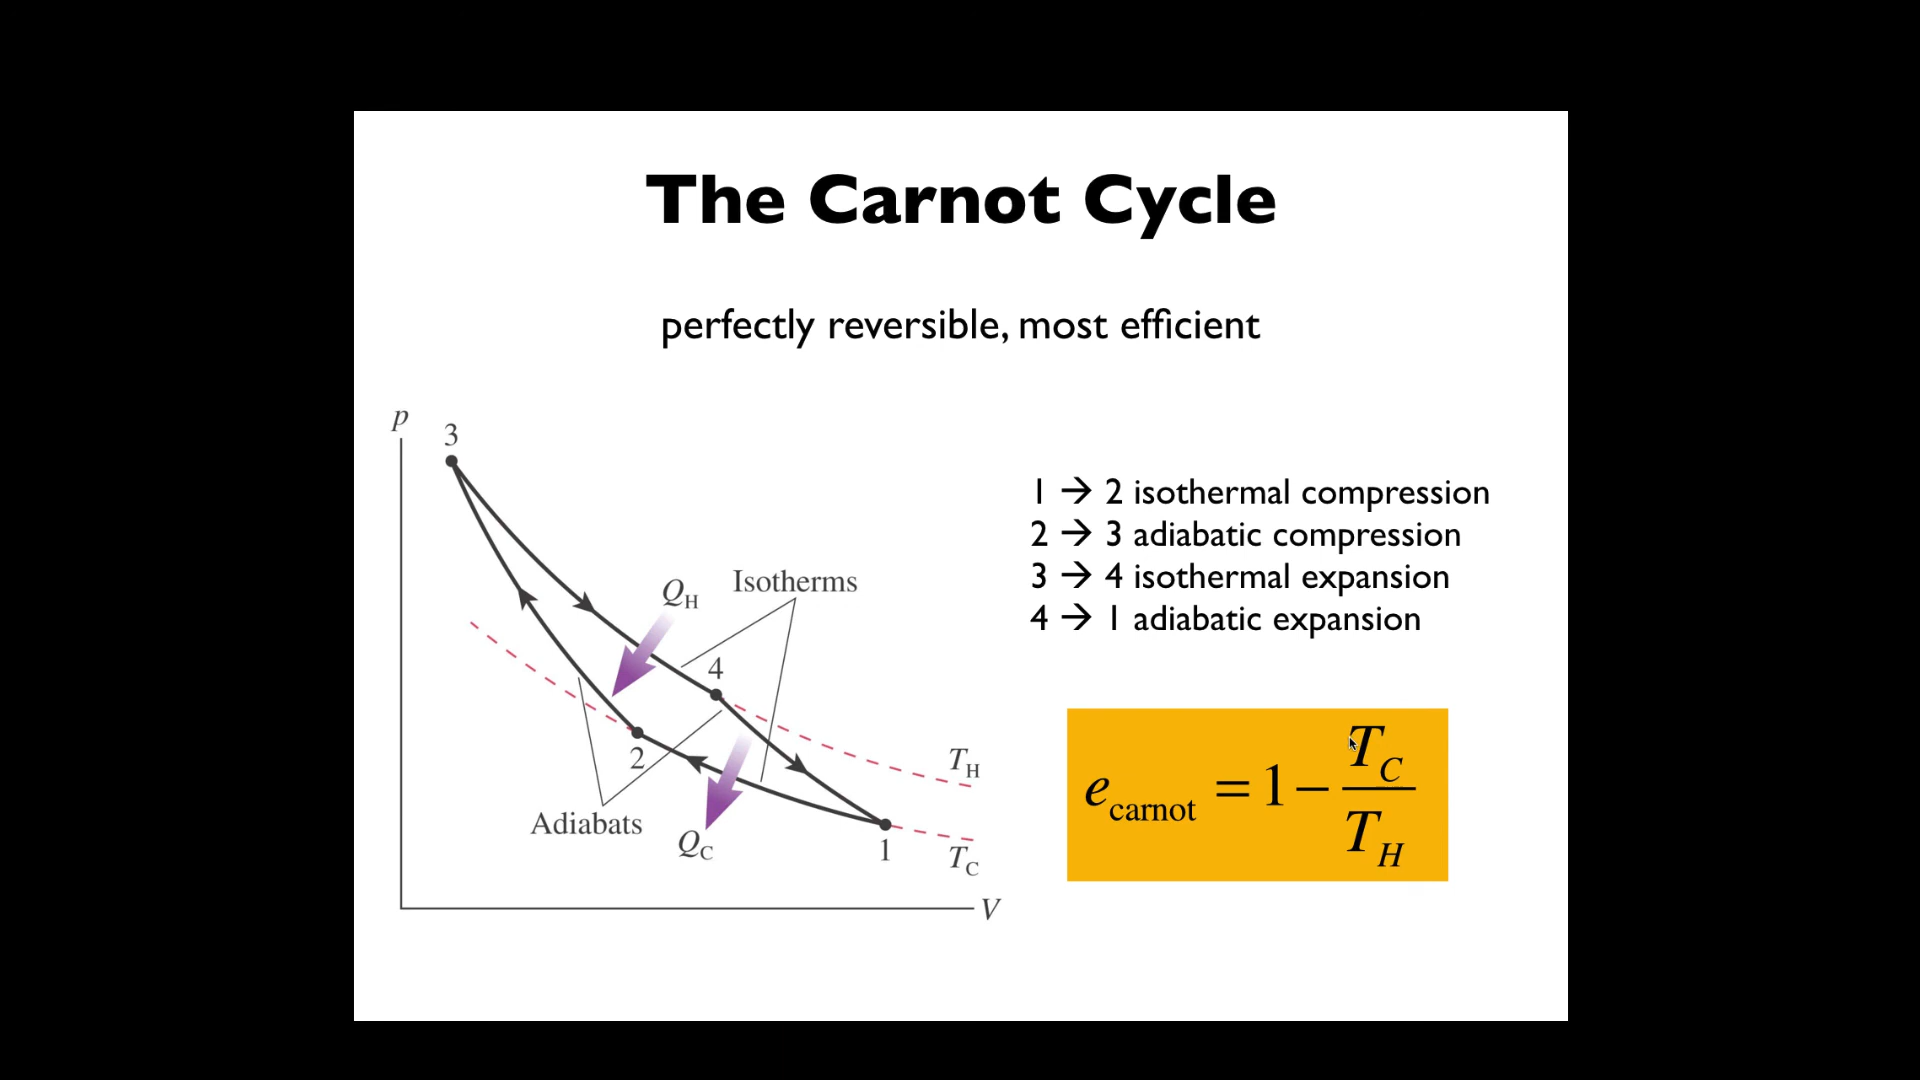 The Carnot Cycle
perfectly reversible, most efficient
p
3
Q_H
Isotherms
4
2
T_H
Adiabats
Q_C
1
T_C
V
1 → 2 isothermal compression
2 → 3 adiabatic compression
3 → 4 isothermal expansion
4 → 1 adiabatic expansion
e_carnot = 1 − T_C / T_H